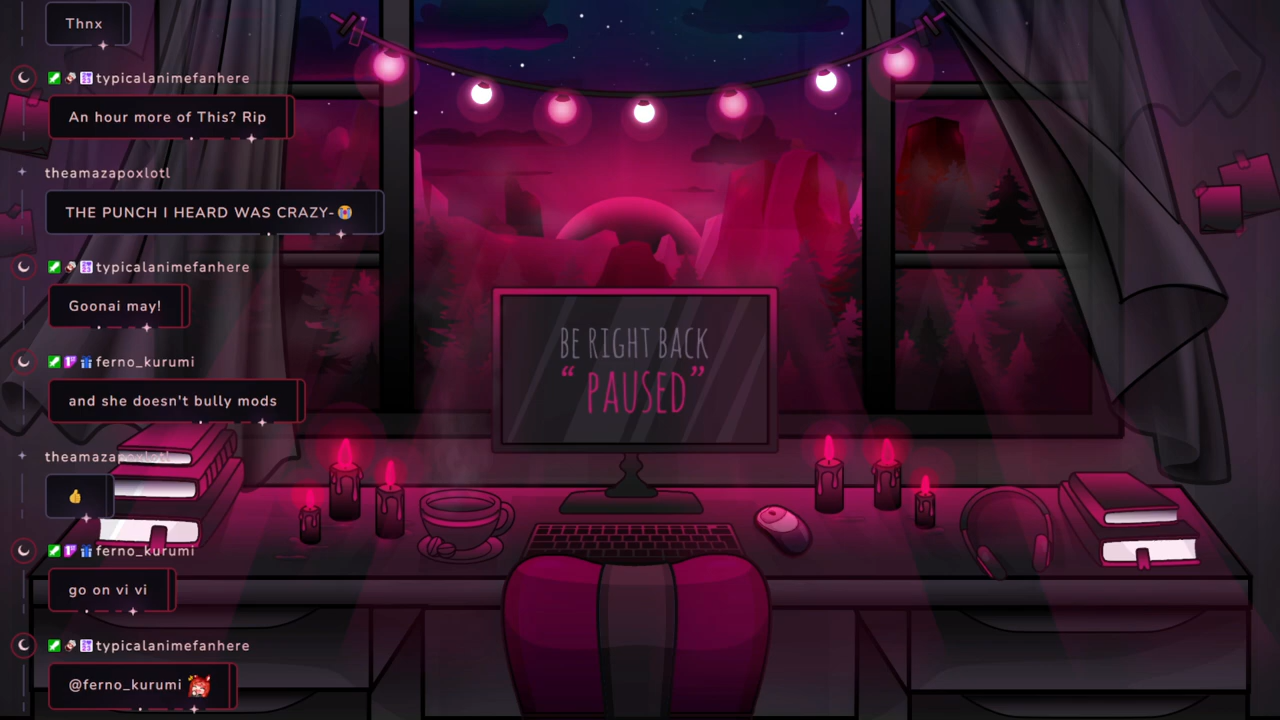 Thnx
typicalanimefanhere
An hour more of This? Rip
theamazapoxlotl
THE PUNCH I HEARD WAS CRAZY-😭
typicalanimefanhere
Goonai may!
ferno_kurumi
and she doesn't bully mods
theamazapoxlotl
👍
ferno_kurumi
go on vi vi
typicalanimefanhere
@ferno_kurumi
BE RIGHT BACK
“ PAUSED”